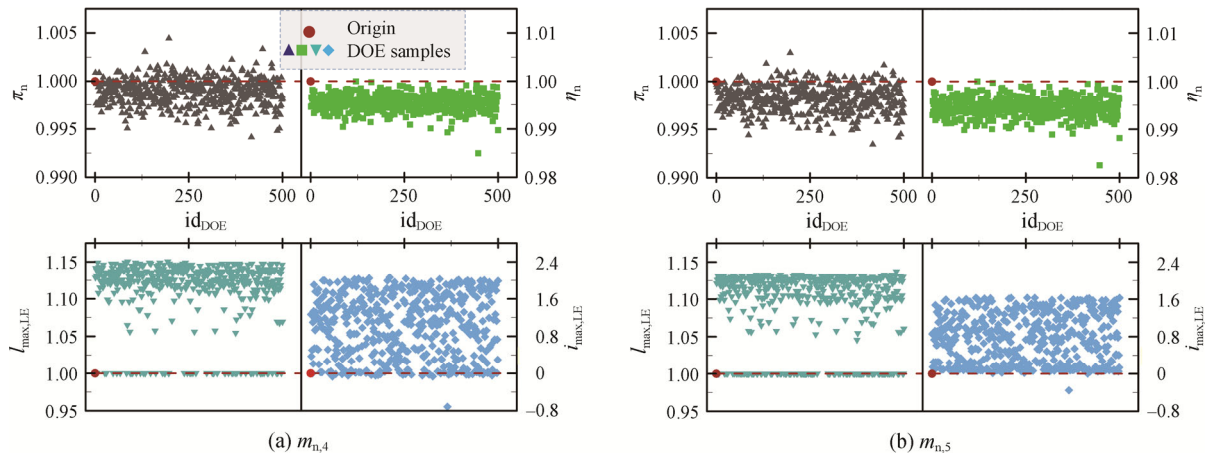 Origin
DOE samples
1.005
1.000
0.995
0.990
πn
1.01
1.00
0.99
0.98
ηn
0 250 500 0 250 500
idDOE idDOE
1.15
1.10
1.05
1.00
0.95
lmax,LE
2.4
1.6
0.8
0
−0.8
imax,LE
(a) mn,4
1.005
1.000
0.995
0.990
πn
1.01
1.00
0.99
0.98
ηn
0 250 500 0 250 500
idDOE idDOE
1.15
1.10
1.05
1.00
0.95
lmax,LE
2.4
1.6
0.8
0
−0.8
imax,LE
(b) mn,5